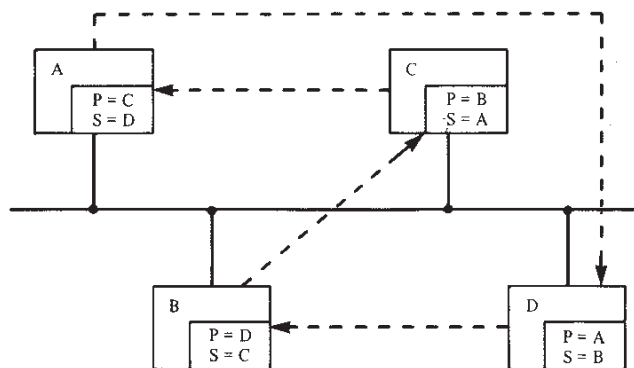 A
P = C
S = D
C
P = B
S = A
B
P = D
S = C
D
P = A
S = B